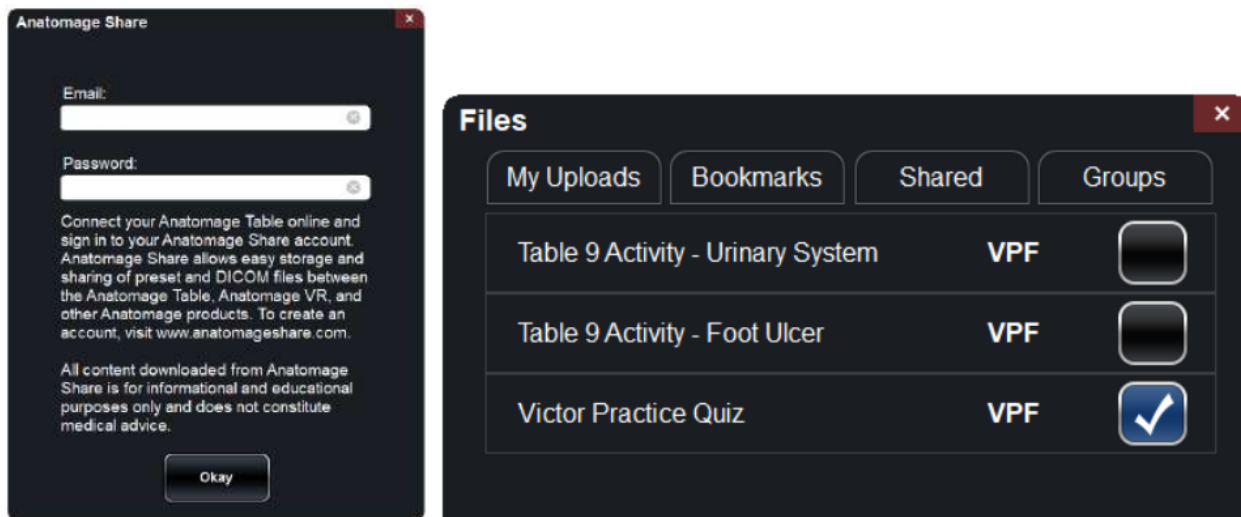 Anatomage Share
Email:
Password:
Connect your Anatomage Table online and
sign in to your Anatomage Share account.
Anatomage Share allows easy storage and
sharing of preset and DICOM files between
the Anatomage Table, Anatomage VR, and
other Anatomage products. To create an
account, visit www.anatomageshare.com.
All content downloaded from Anatomage
Share is for informational and educational
purposes only and does not constitute
medical advice.
Okay
Files
My Uploads Bookmarks Shared Groups
Table 9 Activity - Urinary System VPF
Table 9 Activity - Foot Ulcer VPF
Victor Practice Quiz VPF